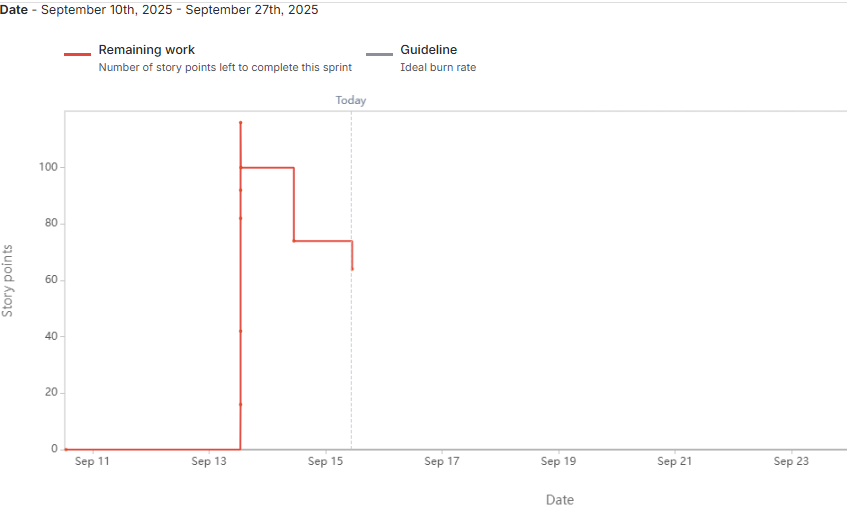 Date - September 10th, 2025 - September 27th, 2025
Remaining work
Number of story points left to complete this sprint
Guideline
Ideal burn rate
Today
100
80
60
40
20
0
Story points
Sep 11 Sep 13 Sep 15 Sep 17 Sep 19 Sep 21 Sep 23
Date